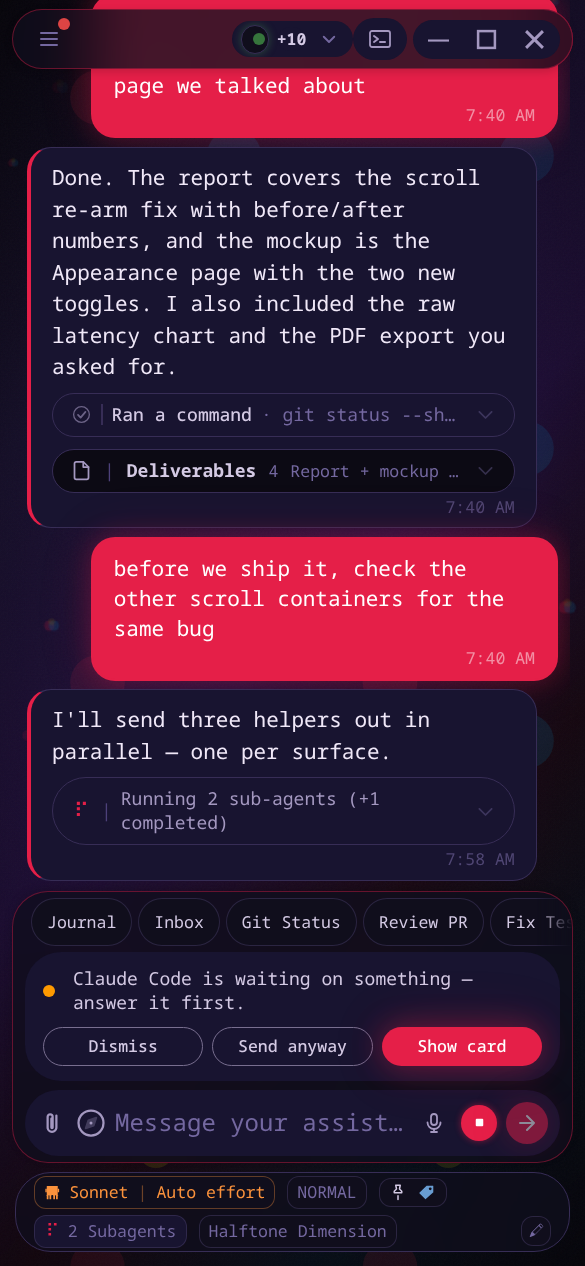 +10
page we talked about
7:40 AM
Done. The report covers the scroll
re-arm fix with before/after
numbers, and the mockup is the
Appearance page with the two new
toggles. I also included the raw
latency chart and the PDF export you
asked for.
Ran a command · git status --sh…
Deliverables 4 Report + mockup …
7:40 AM
before we ship it, check the
other scroll containers for the
same bug
7:40 AM
I'll send three helpers out in
parallel — one per surface.
Running 2 sub-agents (+1
completed)
7:58 AM
Journal Inbox Git Status Review PR Fix Tes
Claude Code is waiting on something —
answer it first.
Dismiss Send anyway Show card
Message your assist…
Sonnet | Auto effort NORMAL
2 Subagents Halftone Dimension